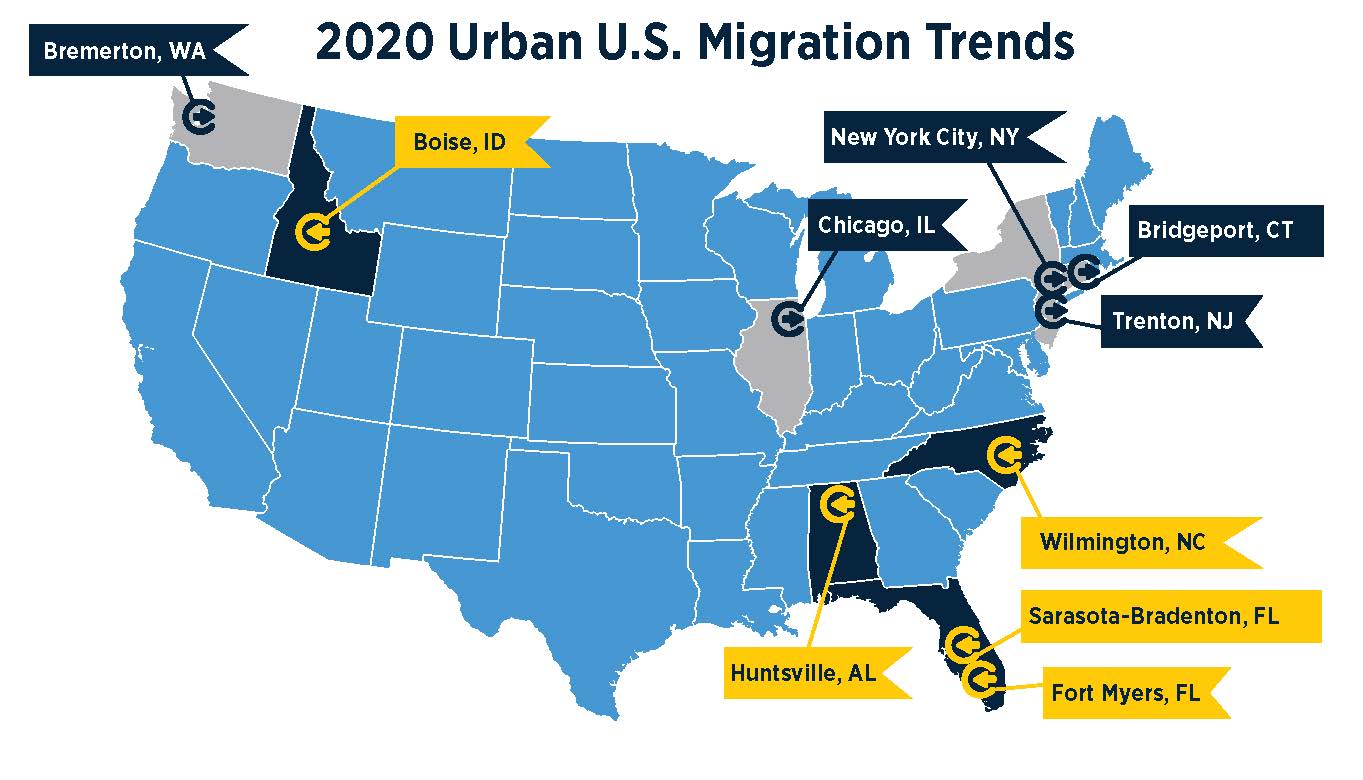 2020 Urban U.S. Migration Trends
Bremerton, WA
Boise, ID
New York City, NY
Chicago, IL
Bridgeport, CT
Trenton, NJ
Wilmington, NC
Sarasota-Bradenton, FL
Huntsville, AL
Fort Myers, FL